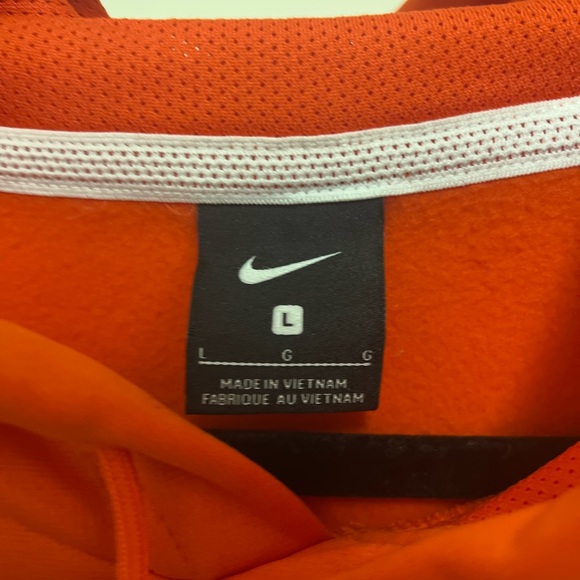 L
L G G
MADE IN VIETNAM
FABRIQUE AU VIETNAM